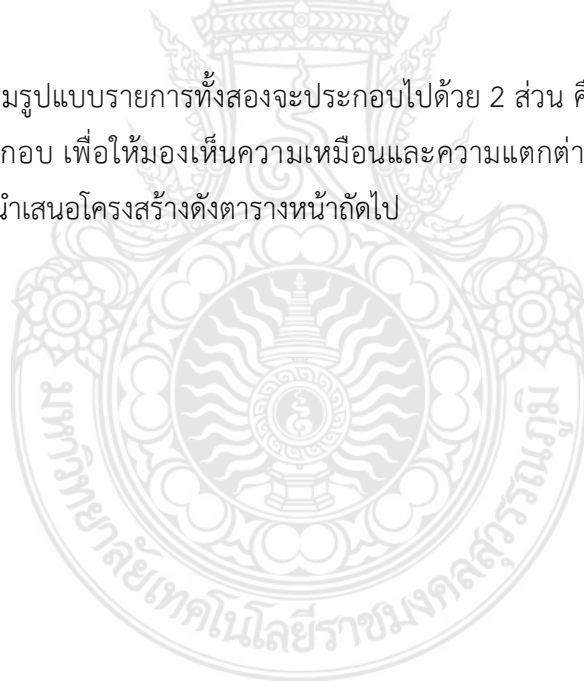 มรูปแบบรายการทั้งสองจะประกอบไปด้วย 2 ส่วน คื
กอบ เพื่อให้มองเห็นความเหมือนและความแตกต่า
นำเสนอโครงสร้างดังตารางหน้าถัดไป
มหาวิทยาลัยเทคโนโลยีราชมงคลสุวรรณภูมิ